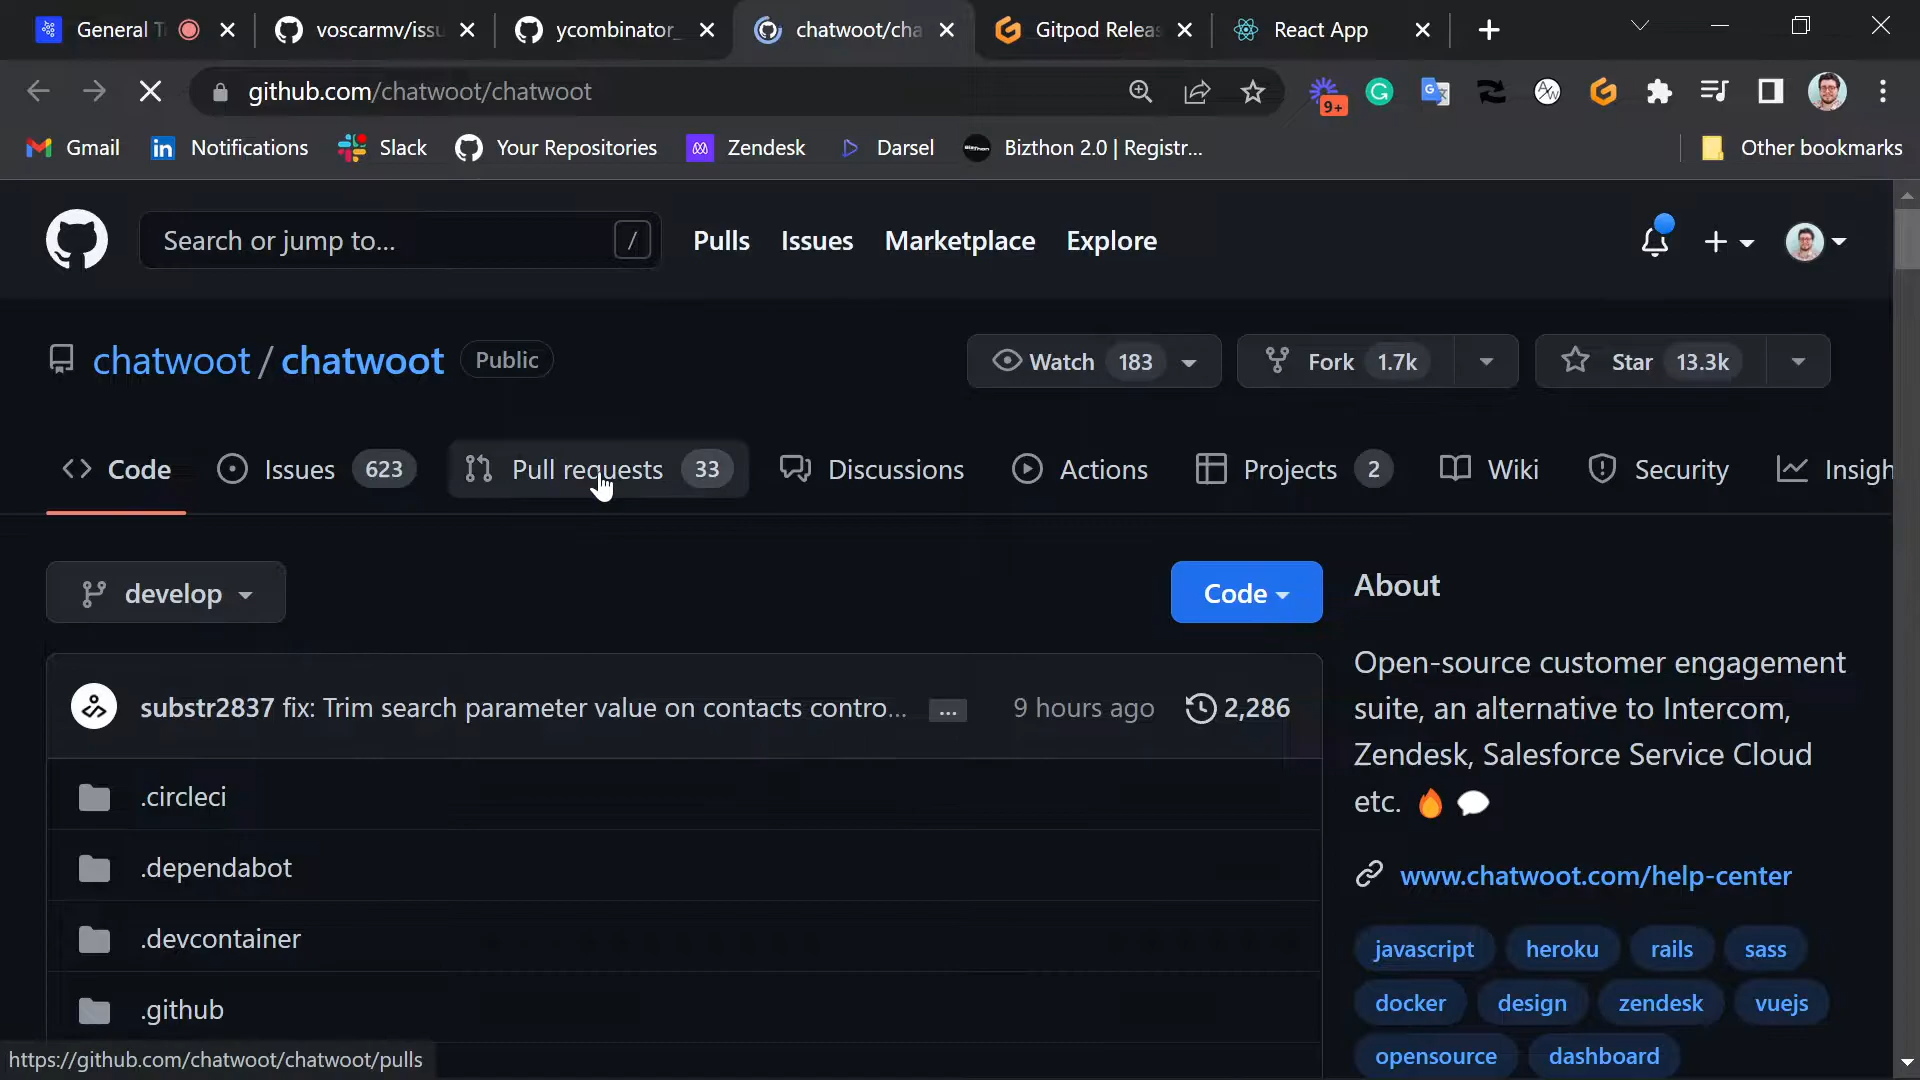 General T
voscarmv/issu
ycombinator_
chatwoot/cha
Gitpod Releas
React App
github.com/chatwoot/chatwoot
9+
Gmail
Notifications
Slack
Your Repositories
Zendesk
Darsel
Bizthon 2.0 | Registr...
Other bookmarks
Search or jump to...
/
Pulls
Issues
Marketplace
Explore
chatwoot / chatwoot
Public
Watch 183
Fork 1.7k
Star 13.3k
Code
Issues 623
Pull requests 33
Discussions
Actions
Projects 2
Wiki
Security
Insigh
develop
Code
About
Open-source customer engagement
suite, an alternative to Intercom,
Zendesk, Salesforce Service Cloud
etc. 🔥 💬
substr2837 fix: Trim search parameter value on contacts contro...
...
9 hours ago
2,286
.circleci
.dependabot
.devcontainer
.github
www.chatwoot.com/help-center
javascript
heroku
rails
sass
docker
design
zendesk
vuejs
opensource
dashboard
https://github.com/chatwoot/chatwoot/pulls